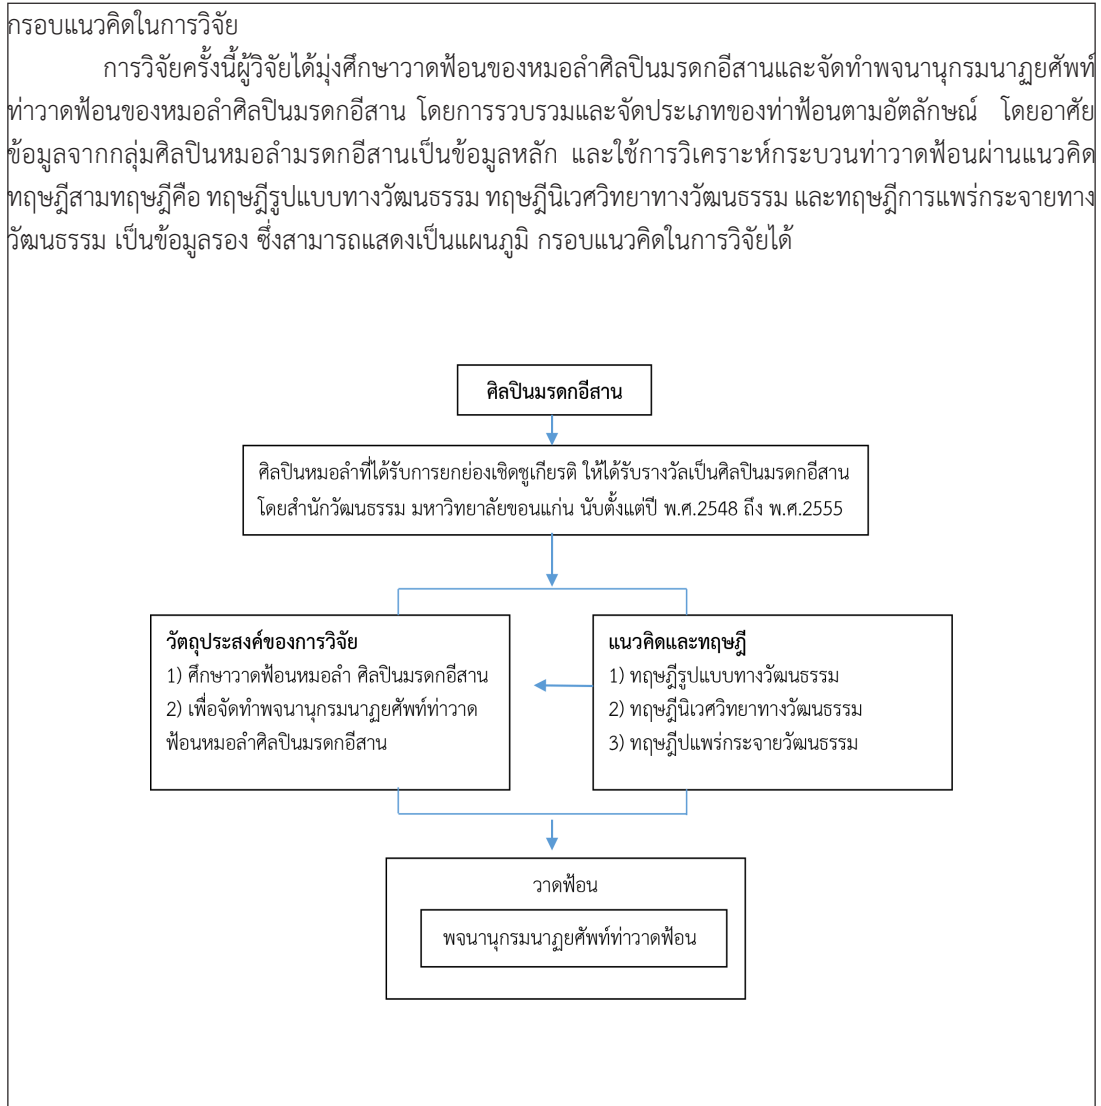 กรอบแนวคิดในการวิจัย
การวิจัยครั้งนี้ผู้วิจัยได้มุ่งศึกษาวาดฟ้อนของหมอลำศิลปินมรดกอีสานและจัดทำพจนานุกรมนาฏยศัพท์
ท่าวาดฟ้อนของหมอลำศิลปินมรดกอีสาน โดยการรวบรวมและจัดประเภทของท่าฟ้อนตามอัตลักษณ์ โดยอาศัย
ข้อมูลจากกลุ่มศิลปินหมอลำมรดกอีสานเป็นข้อมูลหลัก และใช้การวิเคราะห์กระบวนท่าวาดฟ้อนผ่านแนวคิด
ทฤษฎีสามทฤษฎีคือ ทฤษฎีรูปแบบทางวัฒนธรรม ทฤษฎีนิเวศวิทยาทางวัฒนธรรม และทฤษฎีการแพร่กระจายทาง
วัฒนธรรม เป็นข้อมูลรอง ซึ่งสามารถแสดงเป็นแผนภูมิ กรอบแนวคิดในการวิจัยได้
ศิลปินมรดกอีสาน
ศิลปินหมอลำที่ได้รับการยกย่องเชิดชูเกียรติ ให้ได้รับรางวัลเป็นศิลปินมรดกอีสาน
โดยสำนักวัฒนธรรม มหาวิทยาลัยขอนแก่น นับตั้งแต่ปี พ.ศ.2548 ถึง พ.ศ.2555
วัตถุประสงค์ของการวิจัย
1) ศึกษาวาดฟ้อนหมอลำ ศิลปินมรดกอีสาน
2) เพื่อจัดทำพจนานุกรมนาฏยศัพท์ท่าวาด
ฟ้อนหมอลำศิลปินมรดกอีสาน
แนวคิดและทฤษฎี
1) ทฤษฎีรูปแบบทางวัฒนธรรม
2) ทฤษฎีนิเวศวิทยาทางวัฒนธรรม
3) ทฤษฎีปแพร่กระจายวัฒนธรรม
วาดฟ้อน
พจนานุกรมนาฏยศัพท์ท่าวาดฟ้อน